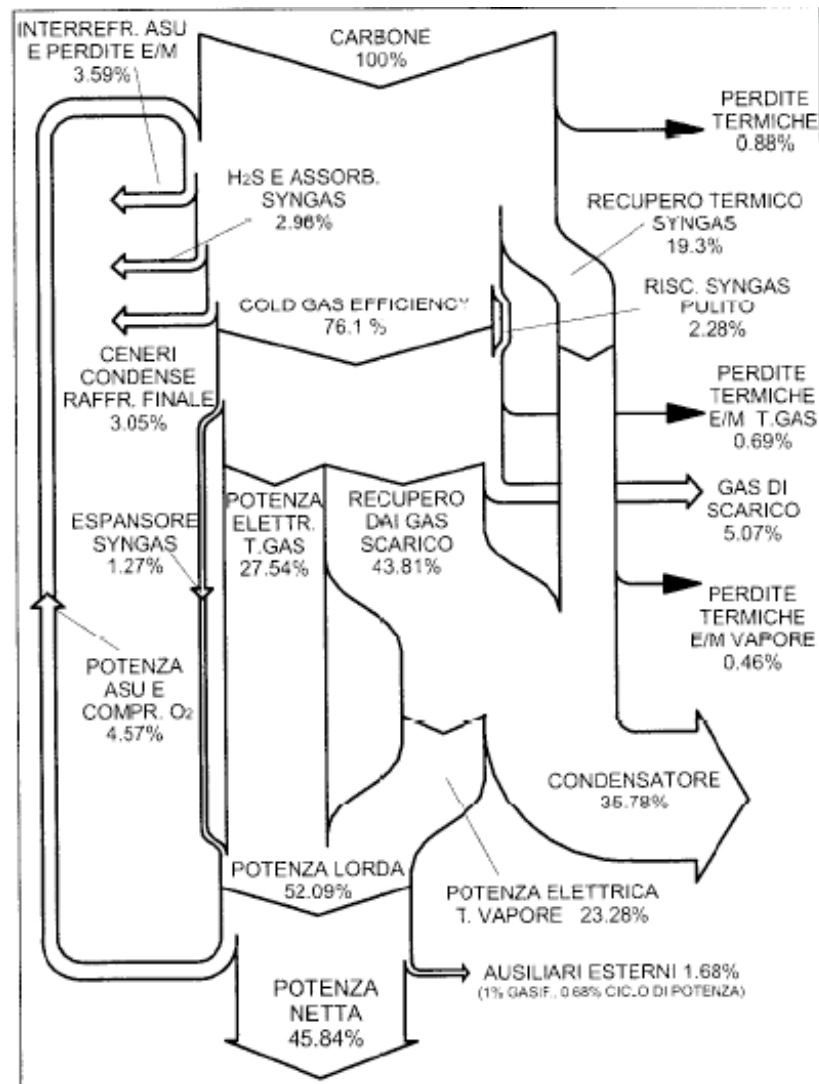 INTERREFR. ASU
E PERDITE E/M
3.59%
CARBONE
100%
PERDITE
TERMICHE
0.88%
H2S E ASSORB.
SYNGAS
2.96%
RECUPERO TERMICO
SYNGAS
19.3%
RISC. SYNGAS
PULITO
2.28%
COLD GAS EFFICIENCY
76.1 %
CENERI
CONDENSE
RAFFR. FINALE
3.05%
PERDITE
TERMICHE
E/M T.GAS
0.69%
ESPANSORE
SYNGAS
1.27%
POTENZA
ELETTR.
T.GAS
27.54%
RECUPERO
DAI GAS
SCARICO
43.81%
GAS DI
SCARICO
5.07%
PERDITE
TERMICHE
E/M VAPORE
0.46%
POTENZA
ASU E
COMPR. O2
4.57%
CONDENSATORE
36.78%
POTENZA LORDA
52.09%
POTENZA ELETTRICA
T. VAPORE 23.28%
AUSILIARI ESTERNI 1.68%
(1% GASIF., 0.68% CICLO DI POTENZA)
POTENZA
NETTA
45.84%